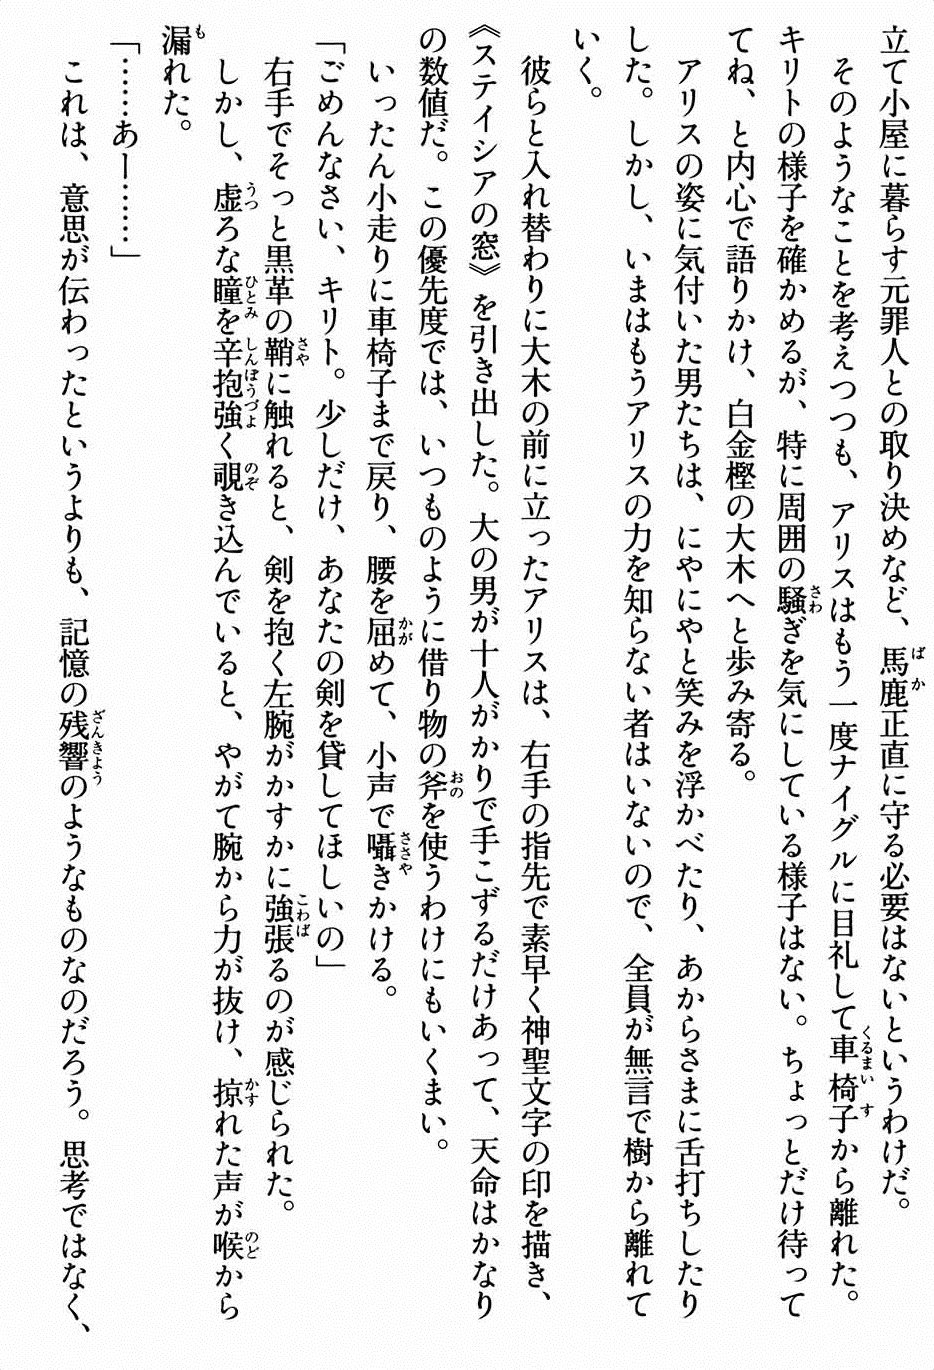 立て小屋に暮らす元罪人との取り決めなど、馬鹿正直に守る必要はないというわけだ。
そのようなことを考えつつも、アリスはもう一度ナイグルに目礼して車椅子から離れた。
キリトの様子を確かめるが、特に周囲の騒ぎを気にしている様子はない。ちょっとだけ待って
てね、と内心で語りかけ、白金樫の大木へと歩み寄る。
アリスの姿に気付いた男たちは、にやにやと笑みを浮かべたり、あからさまに舌打ちしたり
した。しかし、いまはもうアリスの力を知らない者はいないので、全員が無言で樹から離れて
いく。
彼らと入れ替わりに大木の前に立ったアリスは、右手の指先で素早く神聖文字の印を描き、
《ステイシアの窓》を引き出した。大の男が十人がかりで手こずるだけあって、天命はかなり
の数値だ。この優先度では、いつものように借り物の斧を使うわけにもいくまい。
いったん小走りに車椅子まで戻り、腰を屈めて、小声で囁きかける。
「ごめんなさい、キリト。少しだけ、あなたの剣を貸してほしいの」
右手でそっと黒革の鞘に触れると、剣を抱く左腕がかすかに強張るのが感じられた。
しかし、虚ろな瞳を辛抱強く覗き込んでいると、やがて腕から力が抜け、掠れた声が喉から
漏れた。
「……あー……」
これは、意思が伝わったというよりも、記憶の残響のようなものなのだろう。思考ではなく、